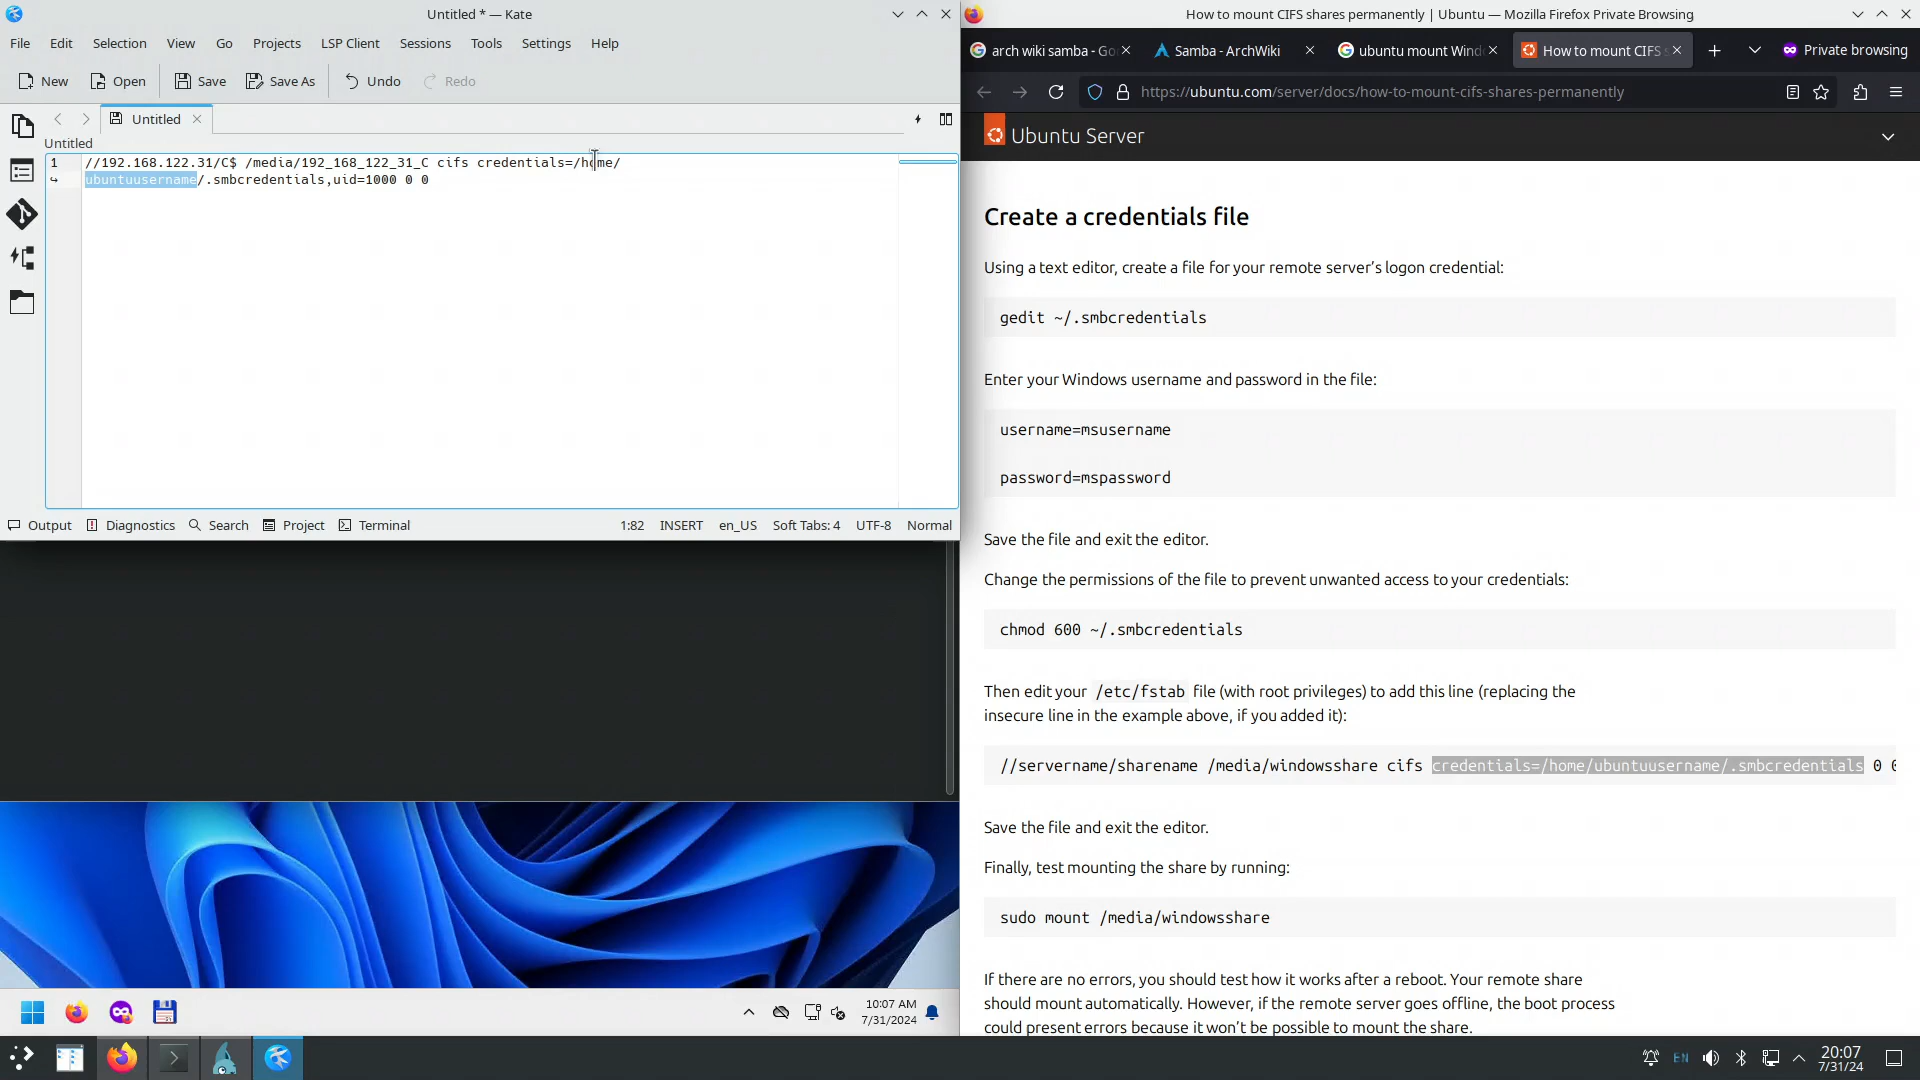 Untitled * — Kate
File Edit Selection View Go Projects LSP Client Sessions Tools Settings Help
New Open Save Save As Undo Redo
Untitled
Untitled
1 //192.168.122.31/C$ /media/192_168_122_31_C cifs credentials=/home/
ubuntuusername/.smbcredentials,uid=1000 0 0
Output Diagnostics Search Project Terminal 1:82 INSERT en_US Soft Tabs: 4 UTF-8 Normal
10:07 AM
7/31/2024
How to mount CIFS shares permanently | Ubuntu — Mozilla Firefox Private Browsing
arch wiki samba - Go Samba - ArchWiki ubuntu mount Wind How to mount CIFS Private browsing
https://ubuntu.com/server/docs/how-to-mount-cifs-shares-permanently
Ubuntu Server
Create a credentials file
Using a text editor, create a file for your remote server’s logon credential:
gedit ~/.smbcredentials
Enter your Windows username and password in the file:
username=msusername
password=mspassword
Save the file and exit the editor.
Change the permissions of the file to prevent unwanted access to your credentials:
chmod 600 ~/.smbcredentials
Then edit your /etc/fstab file (with root privileges) to add this line (replacing the
insecure line in the example above, if you added it):
//servername/sharename /media/windowsshare cifs credentials=/home/ubuntuusername/.smbcredentials 0 0
Save the file and exit the editor.
Finally, test mounting the share by running:
sudo mount /media/windowsshare
If there are no errors, you should test how it works after a reboot. Your remote share
should mount automatically. However, if the remote server goes offline, the boot process
could present errors because it won’t be possible to mount the share.
EN 20:07
7/31/24